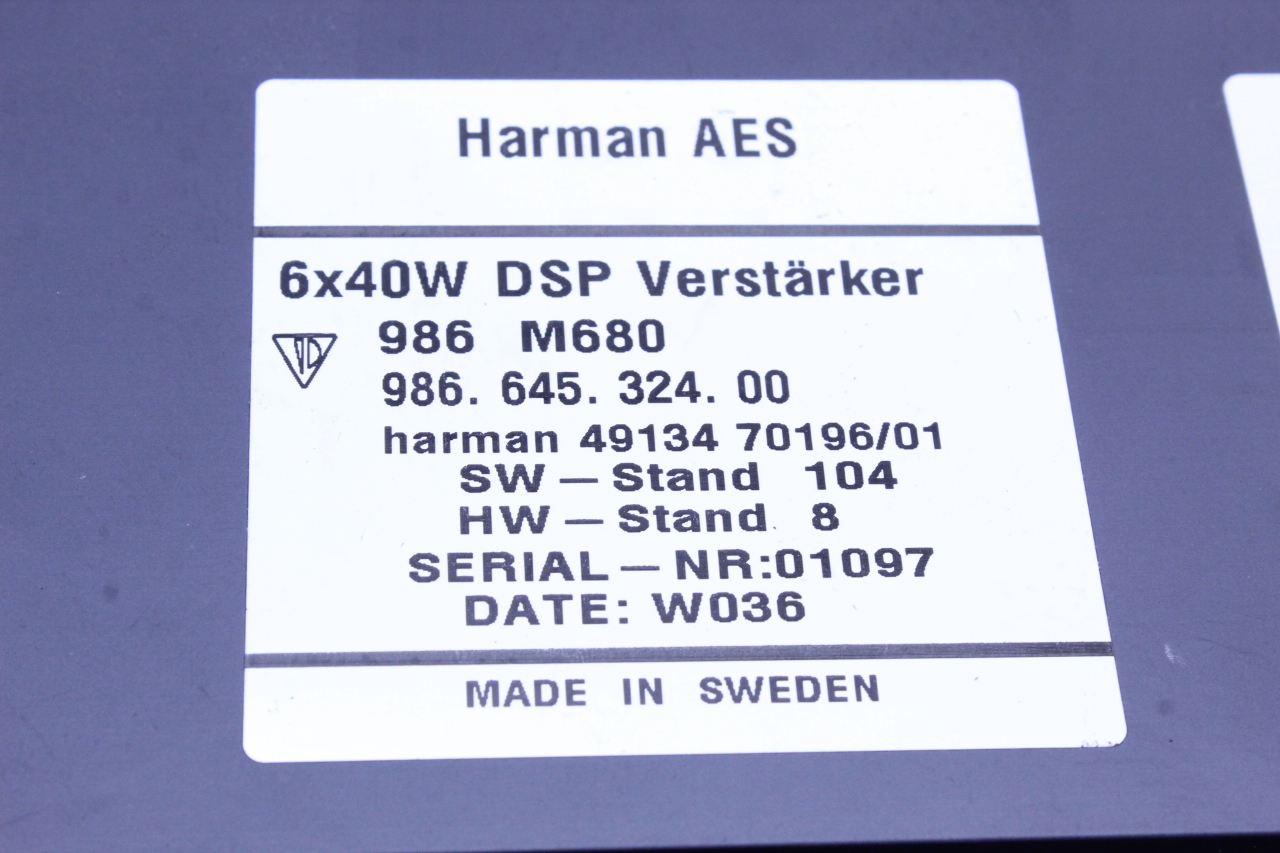 Harman AES
6x40W DSP Verstärker
986 M680
986. 645. 324. 00
harman 49134 70196/01
SW — Stand 104
HW — Stand 8
SERIAL — NR:01097
DATE: W036
MADE IN SWEDEN